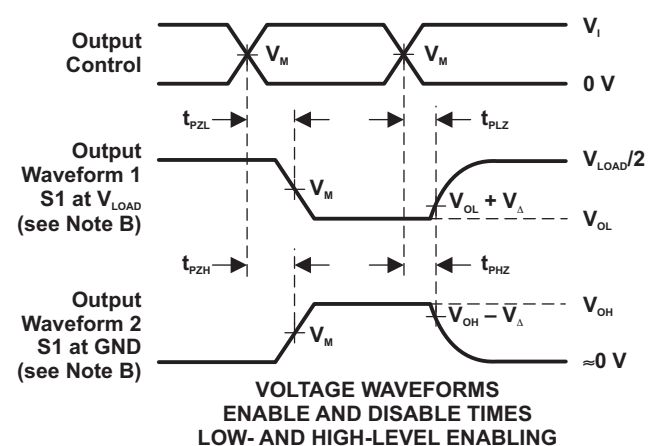 Output
Control
V_M
V_M
V_I
0 V
t_PZL
t_PLZ
Output
Waveform 1
S1 at V_LOAD
(see Note B)
V_M
V_OL + V_Δ
V_LOAD/2
V_OL
t_PZH
t_PHZ
Output
Waveform 2
S1 at GND
(see Note B)
V_M
V_OH – V_Δ
V_OH
≈0 V
VOLTAGE WAVEFORMS
ENABLE AND DISABLE TIMES
LOW- AND HIGH-LEVEL ENABLING